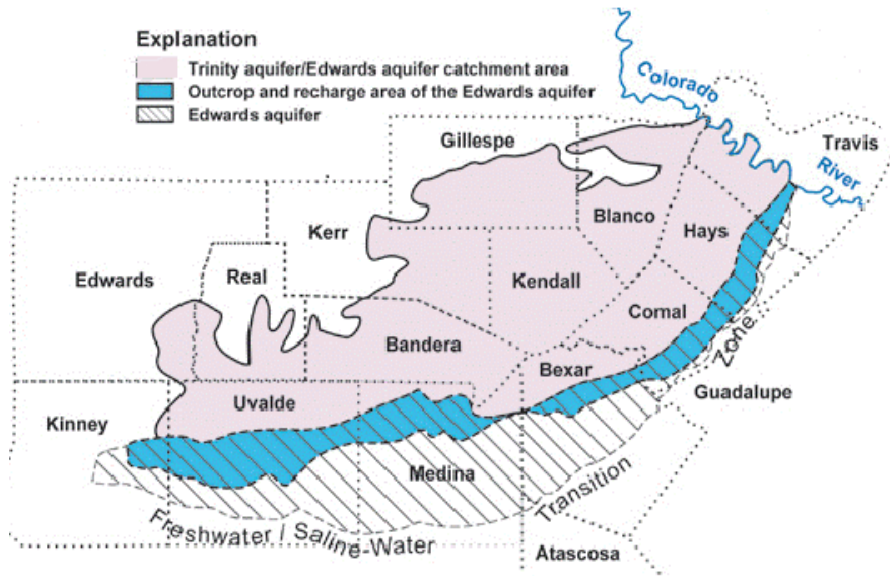 Explanation
Trinity aquifer/Edwards aquifer catchment area
Outcrop and recharge area of the Edwards aquifer
Edwards aquifer
Colorado
River
Travis
Gillespe
Blanco
Hays
Kerr
Edwards
Real
Kendall
Comal
Bandera
Bexar
Zone
Guadalupe
Uvalde
Kinney
Medina
Transition
Freshwater / Saline-Water
Atascosa